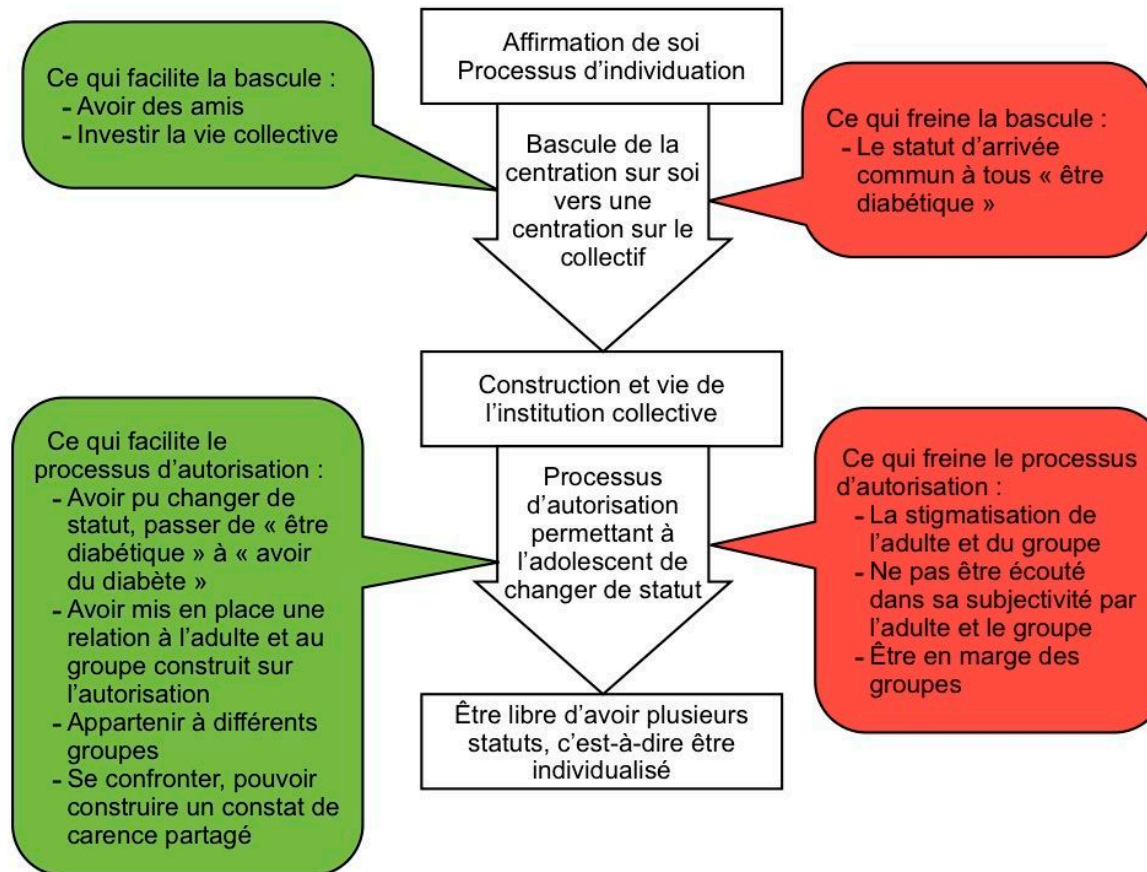 Affirmation de soi
Processus d'individuation
Ce qui facilite la bascule :
- Avoir des amis
- Investir la vie collective
Bascule de la
centration sur soi
vers une
centration sur le
collectif
Ce qui freine la bascule :
- Le statut d'arrivée
commun à tous « être
diabétique »
Construction et vie de
l'institution collective
Ce qui facilite le
processus d'autorisation :
- Avoir pu changer de
statut, passer de « être
diabétique » à « avoir
du diabète »
- Avoir mis en place une
relation à l'adulte et au
groupe construit sur
l'autorisation
- Appartenir à différents
groupes
- Se confronter, pouvoir
construire un constat de
carence partagé
Processus
d'autorisation
permettant à
l'adolescent de
changer de statut
Ce qui freine le processus
d'autorisation :
- La stigmatisation de
l'adulte et du groupe
- Ne pas être écouté
dans sa subjectivité par
l'adulte et le groupe
- Être en marge des
groupes
Être libre d'avoir plusieurs
statuts, c'est-à-dire être
individualisé